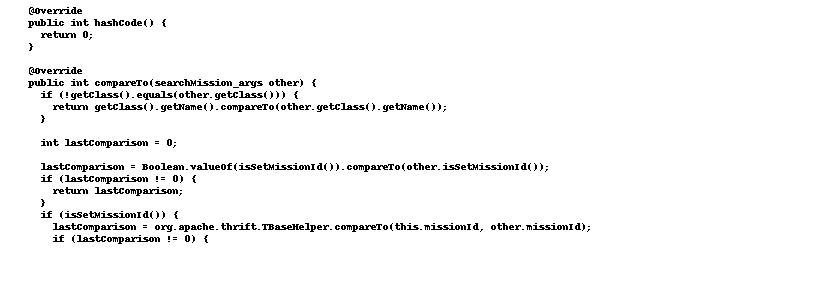 @Override
public int hashCode() {
return 0;
}
@Override
public int compareTo(searchMission_args other) {
if (!getClass().equals(other.getClass())) {
return getClass().getName().compareTo(other.getClass().getName());
}
int lastComparison = 0;
lastComparison = Boolean.valueOf(isSetMissionId()).compareTo(other.isSetMissionId());
if (lastComparison != 0) {
return lastComparison;
}
if (isSetMissionId()) {
lastComparison = org.apache.thrift.TBaseHelper.compareTo(this.missionId, other.missionId);
if (lastComparison != 0) {